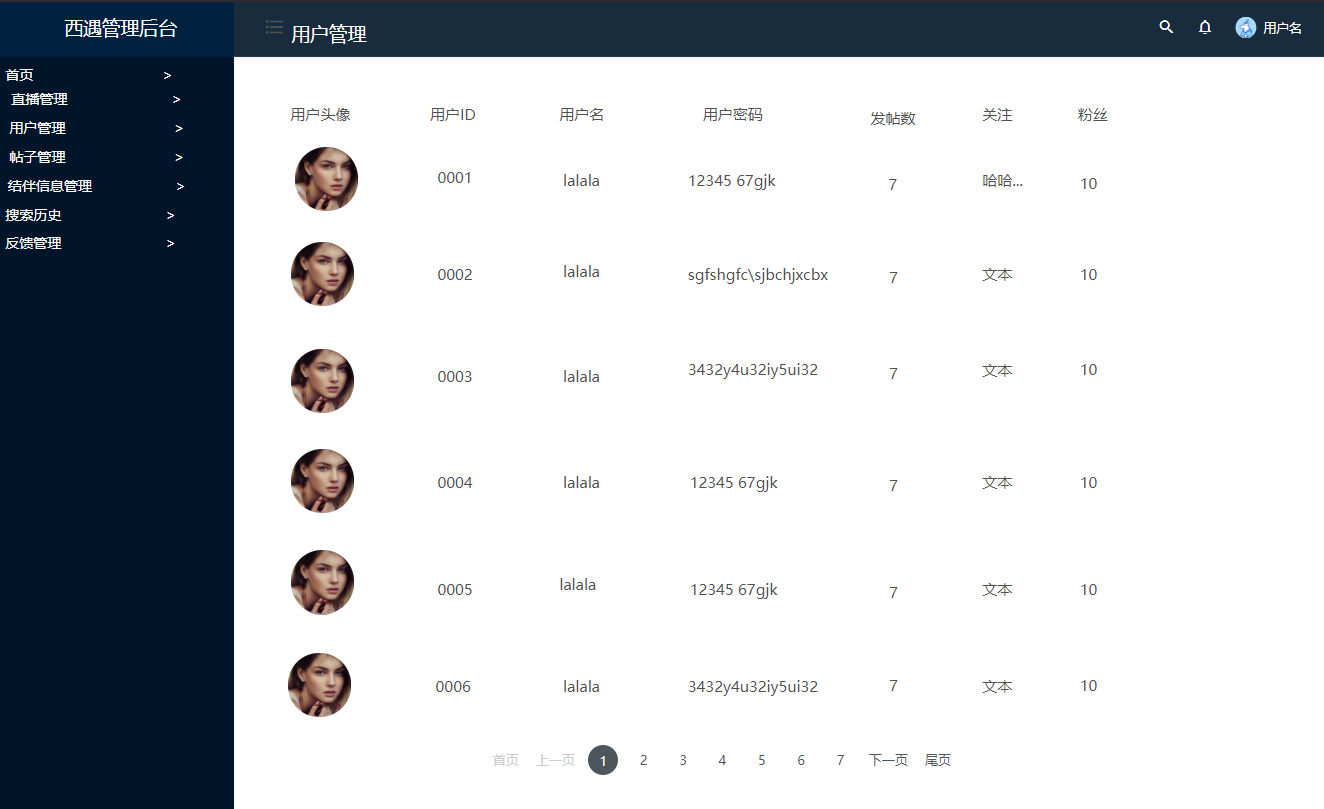 西遇管理后台
用户管理
用户名
首页 >
直播管理 >
用户管理 >
帖子管理 >
结伴信息管理 >
搜索历史 >
反馈管理 >
用户头像 用户ID 用户名 用户密码 发帖数 关注 粉丝
0001 lalala 12345 67gjk 7 哈哈... 10
0002 lalala sgfshgfc\sjbchjxcbx 7 文本 10
0003 lalala 3432y4u32iy5ui32 7 文本 10
0004 lalala 12345 67gjk 7 文本 10
0005 lalala 12345 67gjk 7 文本 10
0006 lalala 3432y4u32iy5ui32 7 文本 10
首页 上一页 1 2 3 4 5 6 7 下一页 尾页